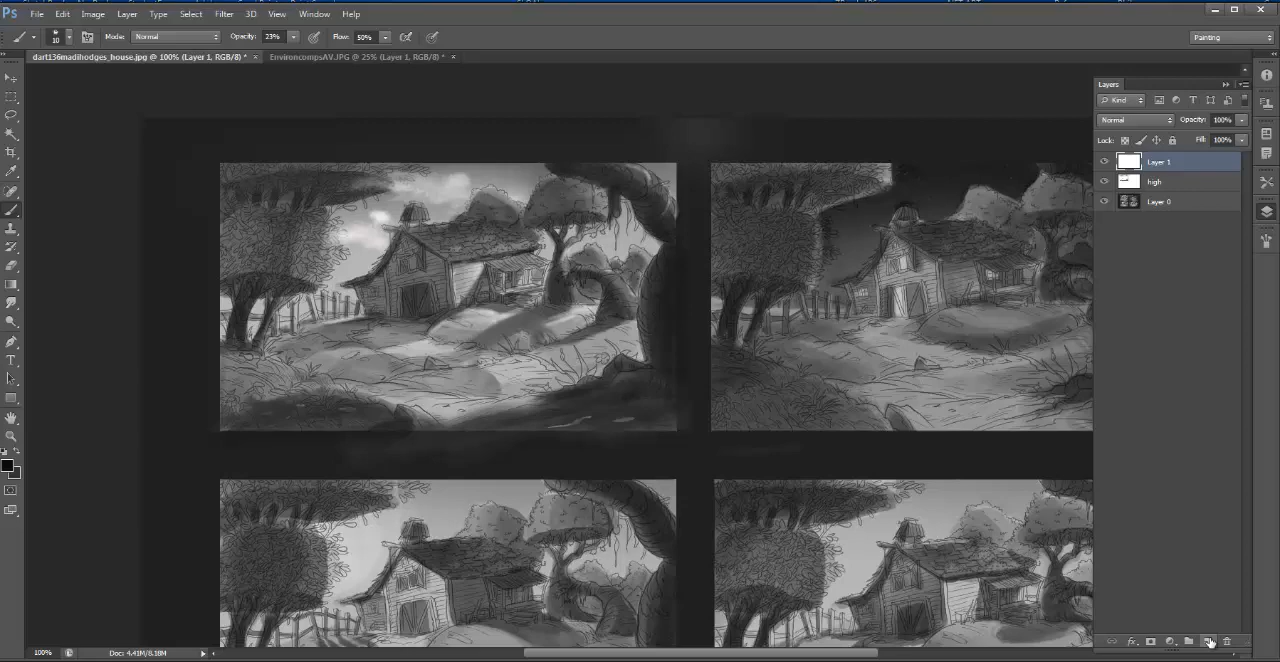 Ps File Edit Image Layer Type Select Filter 3D View Window Help
10 Mode: Normal Opacity: 23% Flow: 50% Painting
dart136madihodges_house.jpg @ 100% (Layer 1, RGB/8) * × EnvironcompsAV.JPG @ 25% (Layer 1, RGB/8) * ×
Layers
Kind
Normal Opacity: 100%
Lock: Fill: 100%
Layer 1
high
Layer 0
fx
100% Doc: 4.41M/8.18M